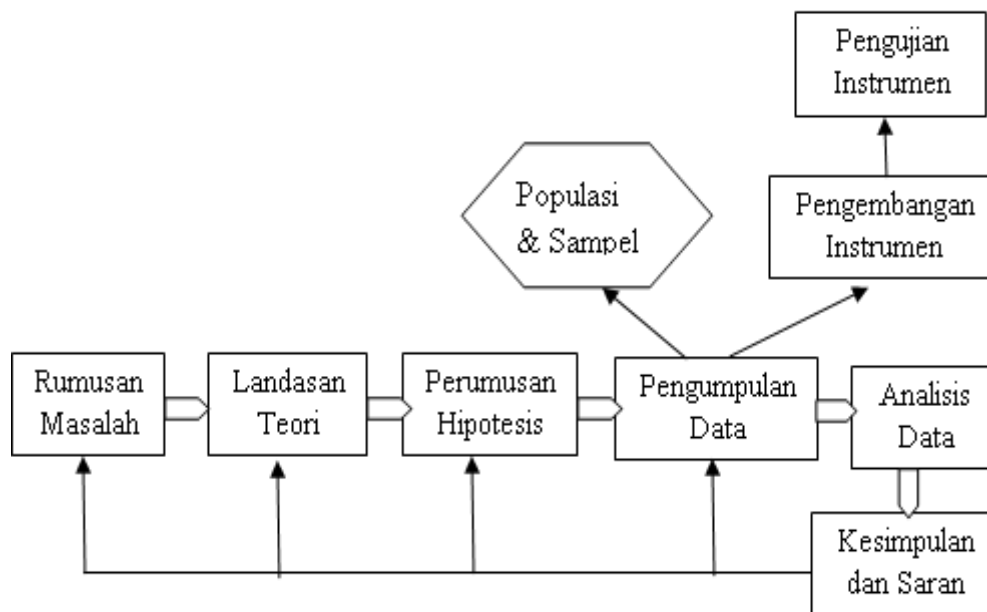 Pengujian
Instrumen
Populasi
& Sampel
Pengembangan
Instrumen
Rumusan
Masalah
Landasan
Teori
Perumusan
Hipotesis
Pengumpulan
Data
Analisis
Data
Kesimpulan
dan Saran